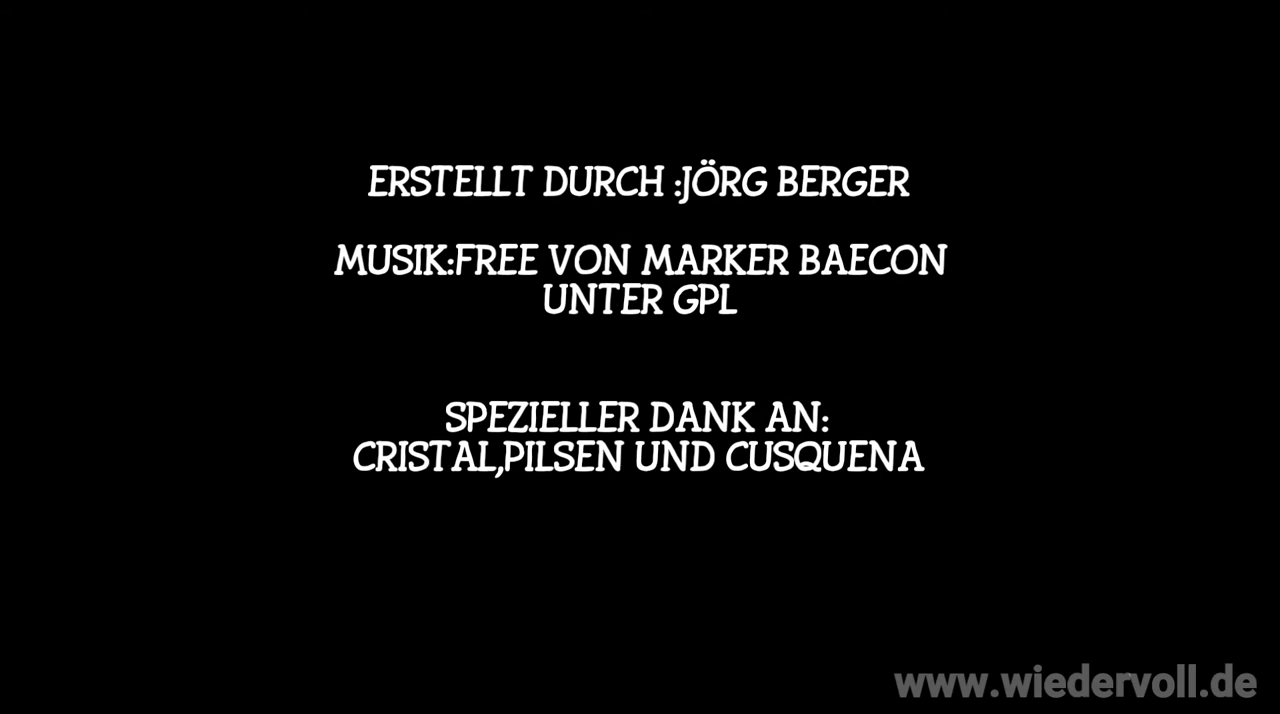 ERSTELLT DURCH :JÖRG BERGER
MUSIK:FREE VON MARKER BAECON
UNTER GPL
SPEZIELLER DANK AN:
CRISTAL,PILSEN UND CUSQUENA
www.wiedervoll.de